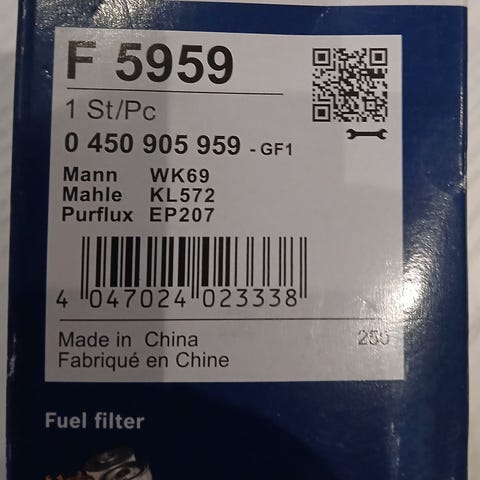 F 5959
1 St/Pc
0 450 905 959 - GF1
Mann WK69
Mahle KL572
Purflux EP207
4 047024 023338
Made in China 250
Fabriqué en Chine
Fuel filter